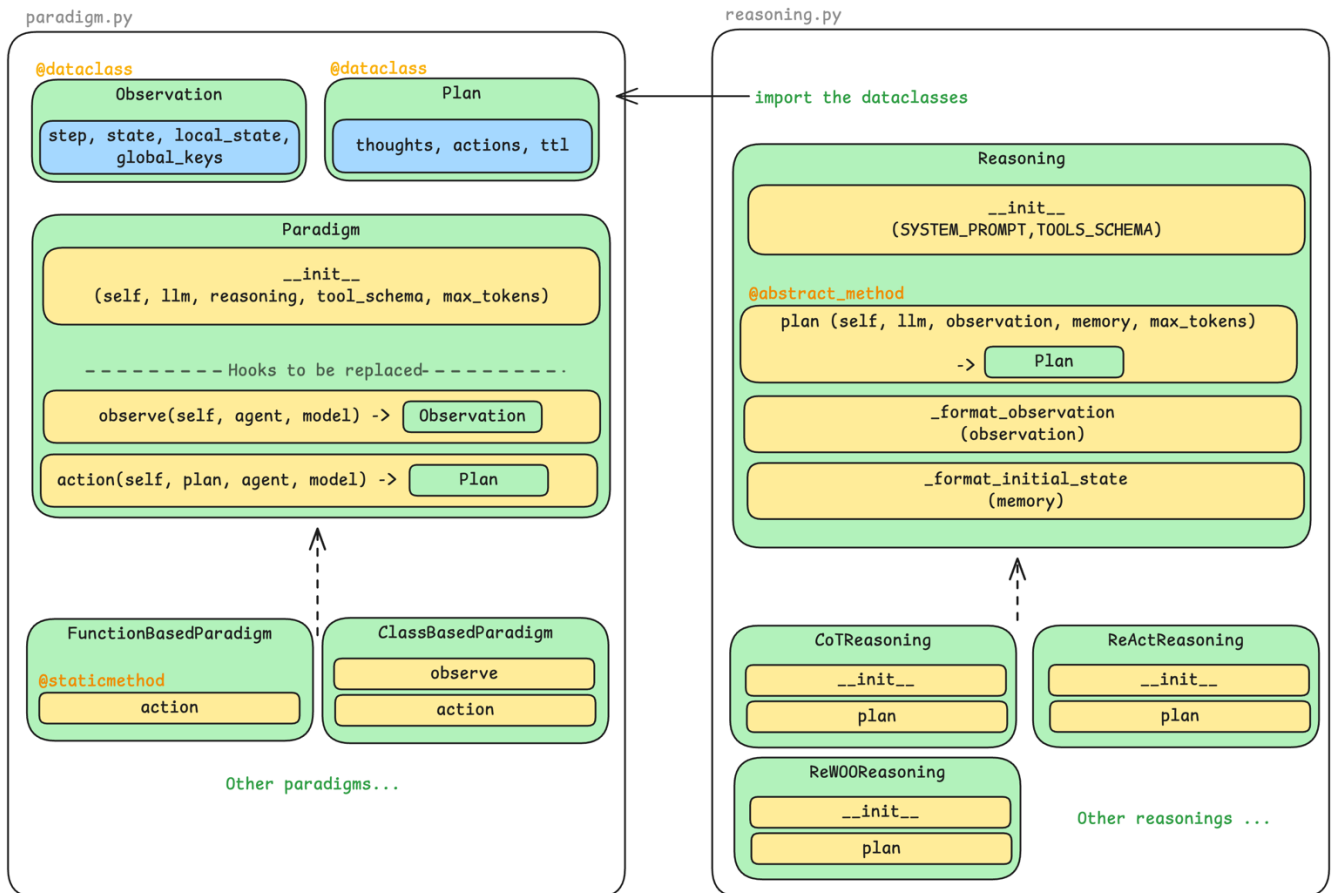 paradigm.py
@dataclass
Observation
step, state, local_state,
global_keys
@dataclass
Plan
thoughts, actions, ttl
Paradigm
__init__
(self, llm, reasoning, tool_schema, max_tokens)
Hooks to be replaced
observe(self, agent, model) -> Observation
action(self, plan, agent, model) -> Plan
FunctionBasedParadigm
@staticmethod
action
ClassBasedParadigm
observe
action
Other paradigms...
reasoning.py
import the dataclasses
Reasoning
__init__
(SYSTEM_PROMPT,TOOLS_SCHEMA)
@abstract_method
plan (self, llm, observation, memory, max_tokens)
-> Plan
_format_observation
(observation)
_format_initial_state
(memory)
CoTReasoning
__init__
plan
ReActReasoning
__init__
plan
ReWOOReasoning
__init__
plan
Other reasonings ...